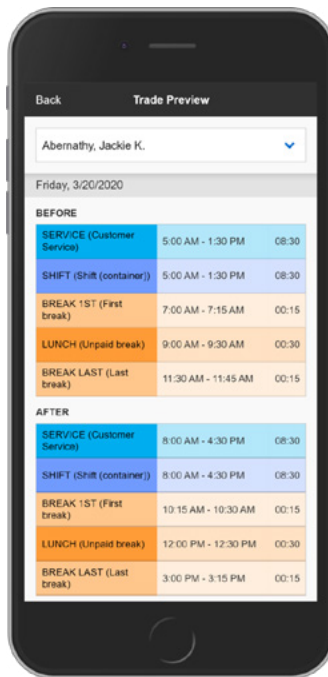 Back Trade Preview
Abernathy, Jackie K.
Friday, 3/20/2020
BEFORE
SERVICE (Customer
Service) 5:00 AM - 1:30 PM 08:30
SHIFT (Shift (container)) 5:00 AM - 1:30 PM 08:30
BREAK 1ST (First
break) 7:00 AM - 7:15 AM 00:15
LUNCH (Unpaid break) 9:00 AM - 9:30 AM 00:30
BREAK LAST (Last
break) 11:30 AM - 11:45 AM 00:15
AFTER
SERVICE (Customer
Service) 8:00 AM - 4:30 PM 08:30
SHIFT (Shift (container)) 8:00 AM - 4:30 PM 08:30
BREAK 1ST (First
break) 10:15 AM - 10:30 AM 00:15
LUNCH (Unpaid break) 12:00 PM - 12:30 PM 00:30
BREAK LAST (Last
break) 3:00 PM - 3:15 PM 00:15